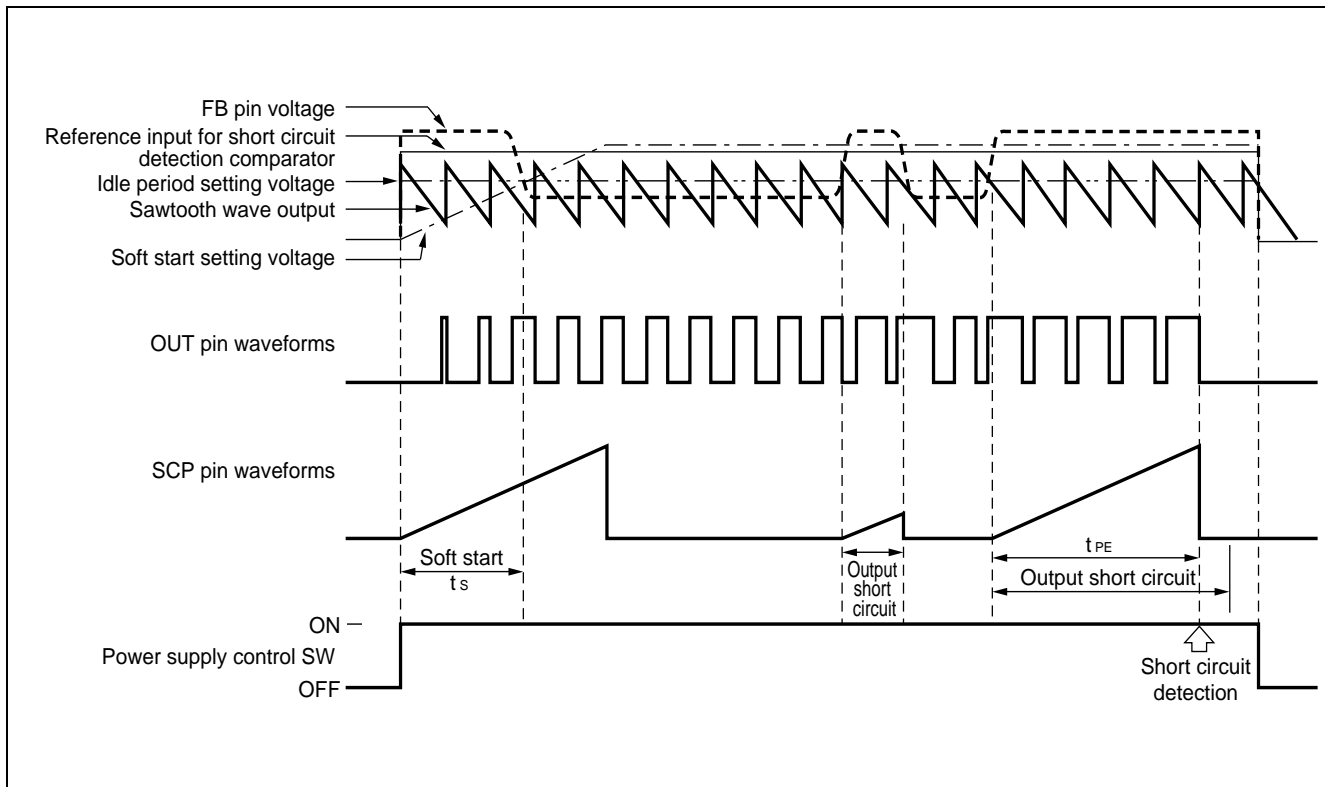 FB pin voltage
Reference input for short circuit
detection comparator
Idle period setting voltage
Sawtooth wave output
Soft start setting voltage
OUT pin waveforms
SCP pin waveforms
Soft start
t S
Output
short
circuit
t PE
Output short circuit
ON
Power supply control SW
OFF
Short circuit
detection